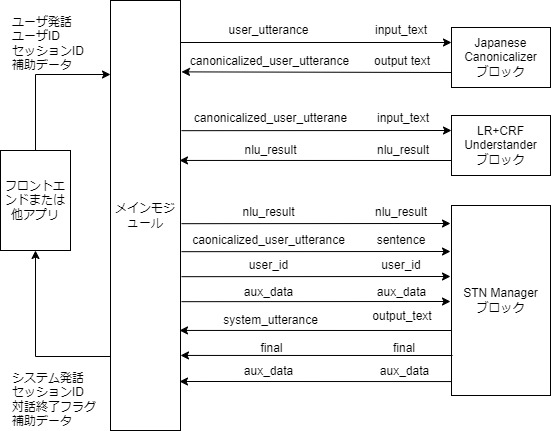 ユーザ発話
ユーザID
セッションID
補助データ
フロントエ
ンドまたは
他アプリ
システム発話
セッションID
対話終了フラグ
補助データ
メインモジ
ュール
user_utterance input_text
canonicalized_user_utterance output text
Japanese
Canonicalizer
ブロック
canonicalized_user_utterane input_text
nlu_result nlu_result
LR+CRF
Understander
ブロック
nlu_result nlu_result
caonicalized_user_utterance sentence
user_id user_id
aux_data aux_data
system_utterance output_text
final final
aux_data aux_data
STN Manager
ブロック